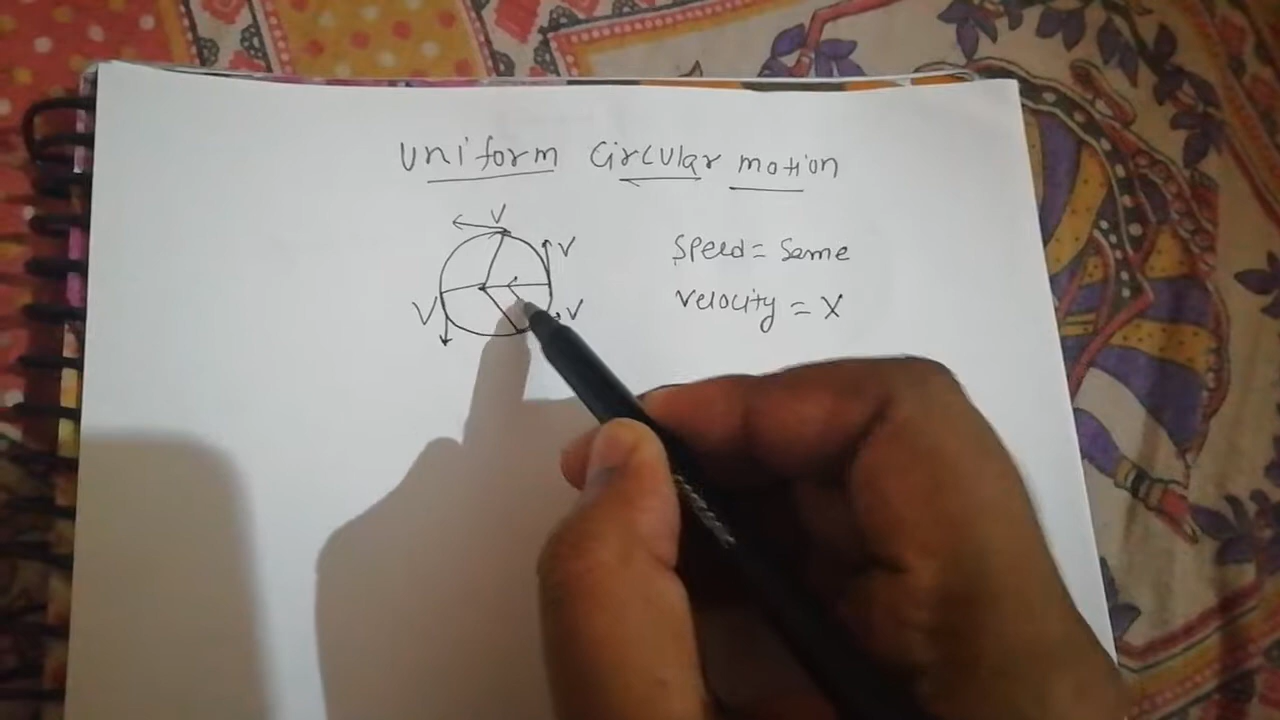 Uniform Circular motion
V
V
Speed = Same
V
V
Velocity = X